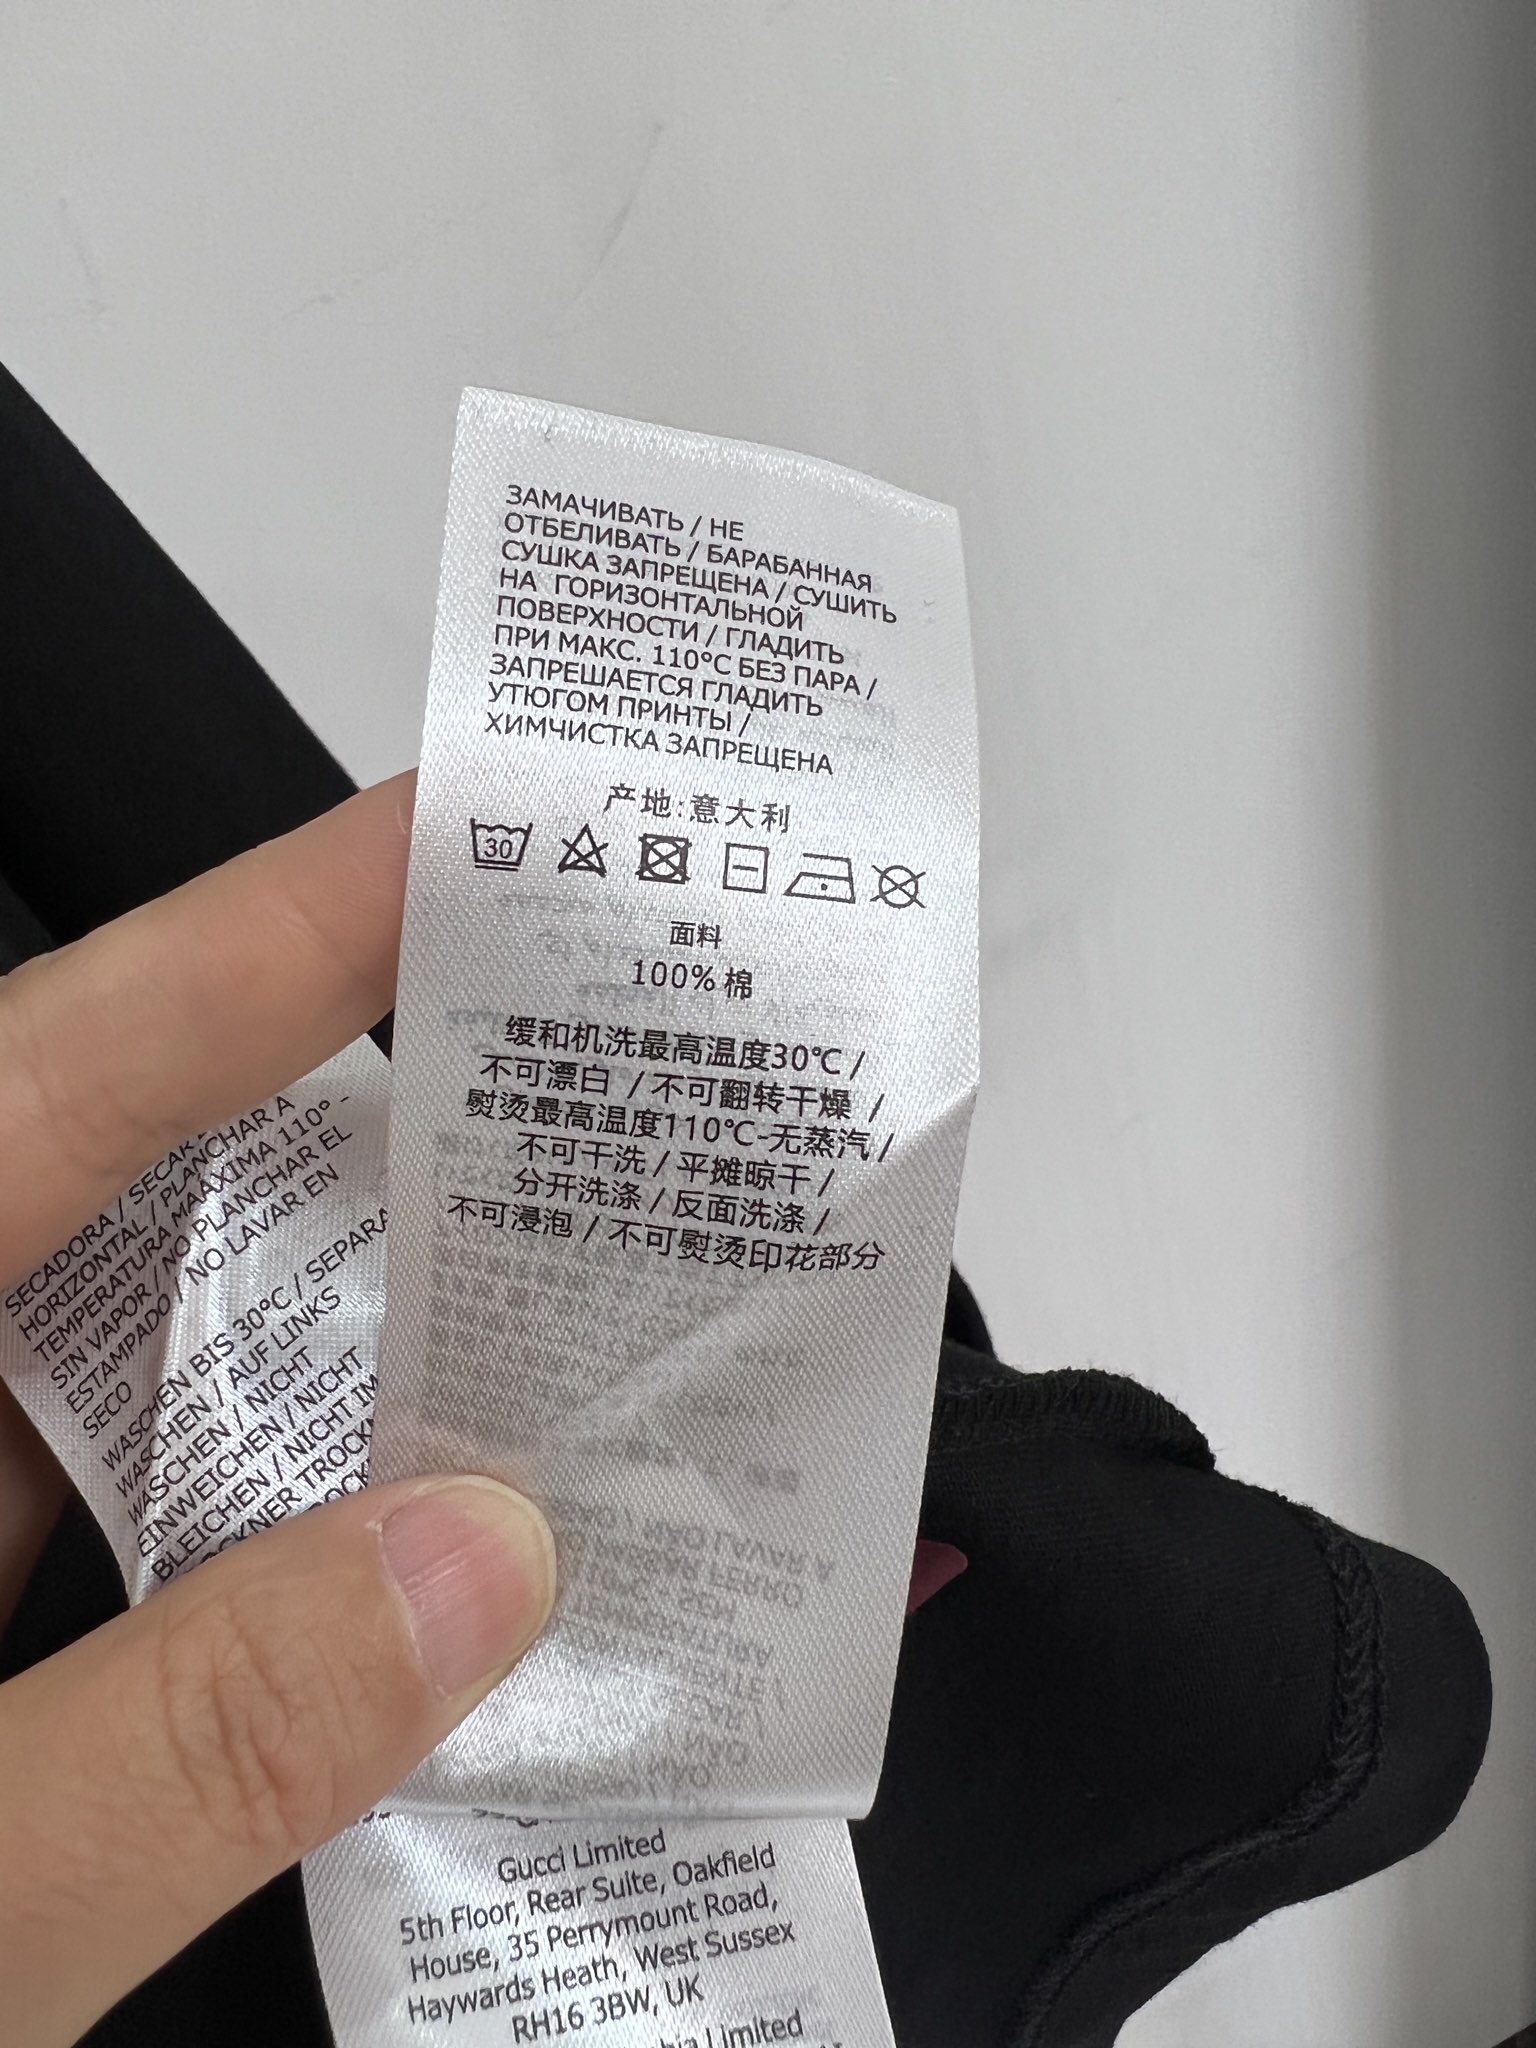 ЗАМАЧИВАТЬ / НЕ
ОТБЕЛИВАТЬ / БАРАБАННАЯ
СУШКА ЗАПРЕЩЕНА / СУШИТЬ
НА ГОРИЗОНТАЛЬНОЙ
ПОВЕРХНОСТИ / ГЛАДИТЬ
ПРИ МАКС. 110°C БЕЗ ПАРА /
ЗАПРЕШАЕТСЯ ГЛАДИТЬ
УТЮГОМ ПРИНТЫ /
ХИМЧИСТКА ЗАПРЕЩЕНА
产地:意大利
30
面料
100% 棉
缓和机洗最高温度30℃ /
不可漂白 / 不可翻转干燥 /
熨烫最高温度110℃-无蒸汽 /
不可干洗 / 平摊晾干 /
分开洗涤 / 反面洗涤 /
不可浸泡 / 不可熨烫印花部分
SECADORA / SECAR
HORIZONTAL / PLANCHAR A
TEMPERATURA MAÁXIMA 110° -
SIN VAPOR / NO PLANCHAR EL
ESTAMPADO / NO LAVAR EN
SECO
WASCHEN BIS 30°C / SEPARA
WASCHEN / AUF LINKS
WASCHEN / NICHT
EINWEICHEN / NICHT
BLEICHEN / NICHT IM
TROCK
Gucci Limited
5th Floor, Rear Suite, Oakfield
House, 35 Perrymount Road,
Haywards Heath, West Sussex
RH16 3BW, UK
Limited